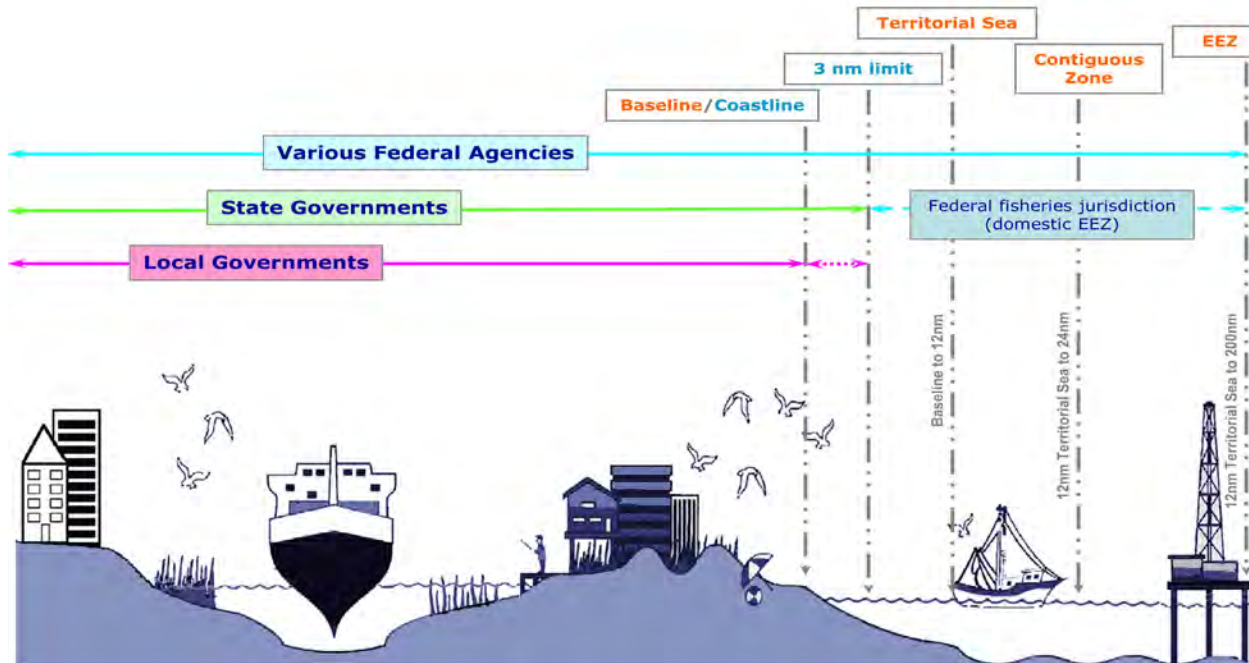 Territorial Sea
EEZ
3 nm limit
Contiguous
Zone
Baseline/Coastline
Various Federal Agencies
State Governments
Federal fisheries jurisdiction
(domestic EEZ)
Local Governments
Baseline to 12nm
12nm Territorial Sea to 24nm
12nm Territorial Sea to 200nm